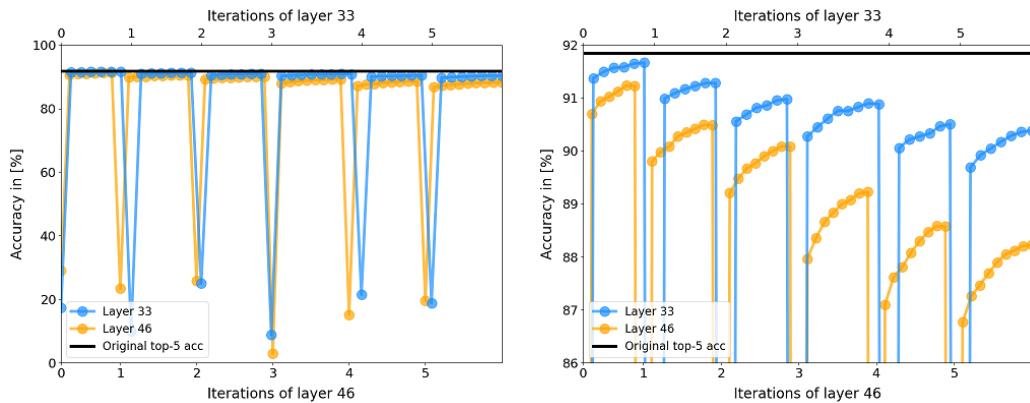 Iterations of layer 33
0 1 2 3 4 5
Accuracy in [%]
100
80
60
40
20
0
Layer 33
Layer 46
Original top-5 acc
0 1 2 3 4 5
Iterations of layer 46
Iterations of layer 33
0 1 2 3 4 5
Accuracy in [%]
92
91
90
89
88
87
86
Layer 33
Layer 46
Original top-5 acc
0 1 2 3 4 5
Iterations of layer 46